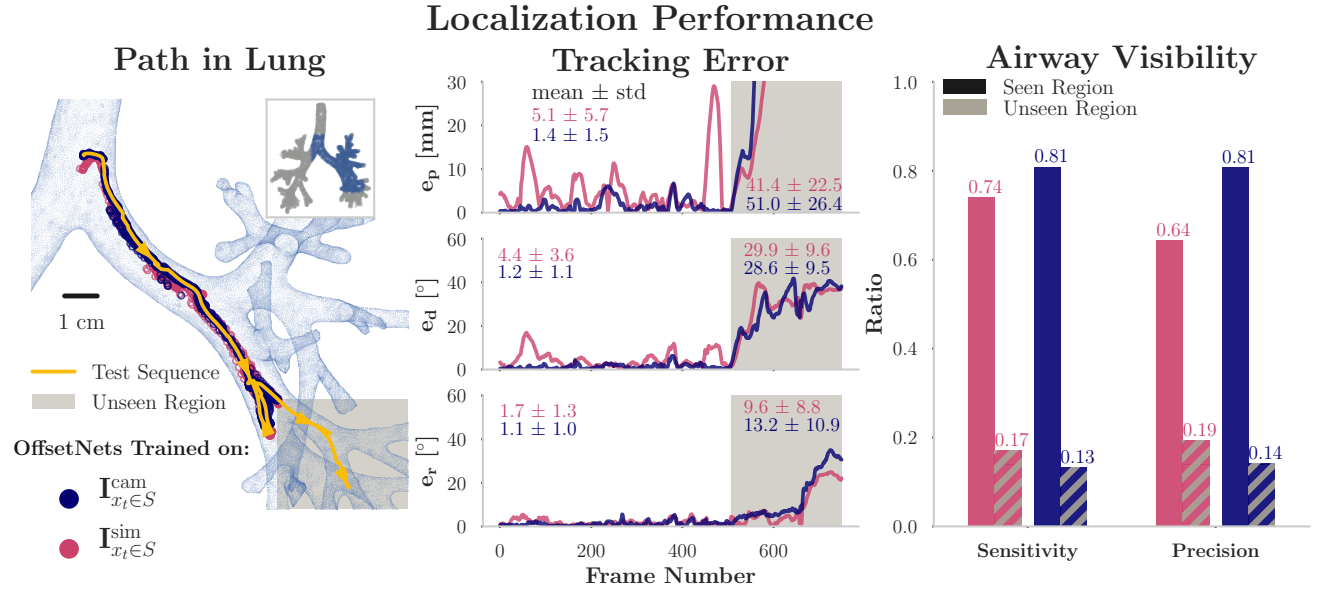 Localization Performance
Path in Lung
1 cm
Test Sequence
Unseen Region
OffsetNets Trained on:
I^cam_{x_t∈S}
I^sim_{x_t∈S}
Tracking Error
e_p [mm]
30
20
10
0
mean ± std
5.1 ± 5.7
1.4 ± 1.5
41.4 ± 22.5
51.0 ± 26.4
e_d [°]
60
40
20
0
4.4 ± 3.6
1.2 ± 1.1
29.9 ± 9.6
28.6 ± 9.5
e_r [°]
60
40
20
0
1.7 ± 1.3
1.1 ± 1.0
9.6 ± 8.8
13.2 ± 10.9
0 200 400 600
Frame Number
Airway Visibility
Seen Region
Unseen Region
Ratio
1.0
0.8
0.6
0.4
0.2
0.0
0.74
0.17
0.81
0.13
0.64
0.19
0.81
0.14
Sensitivity
Precision